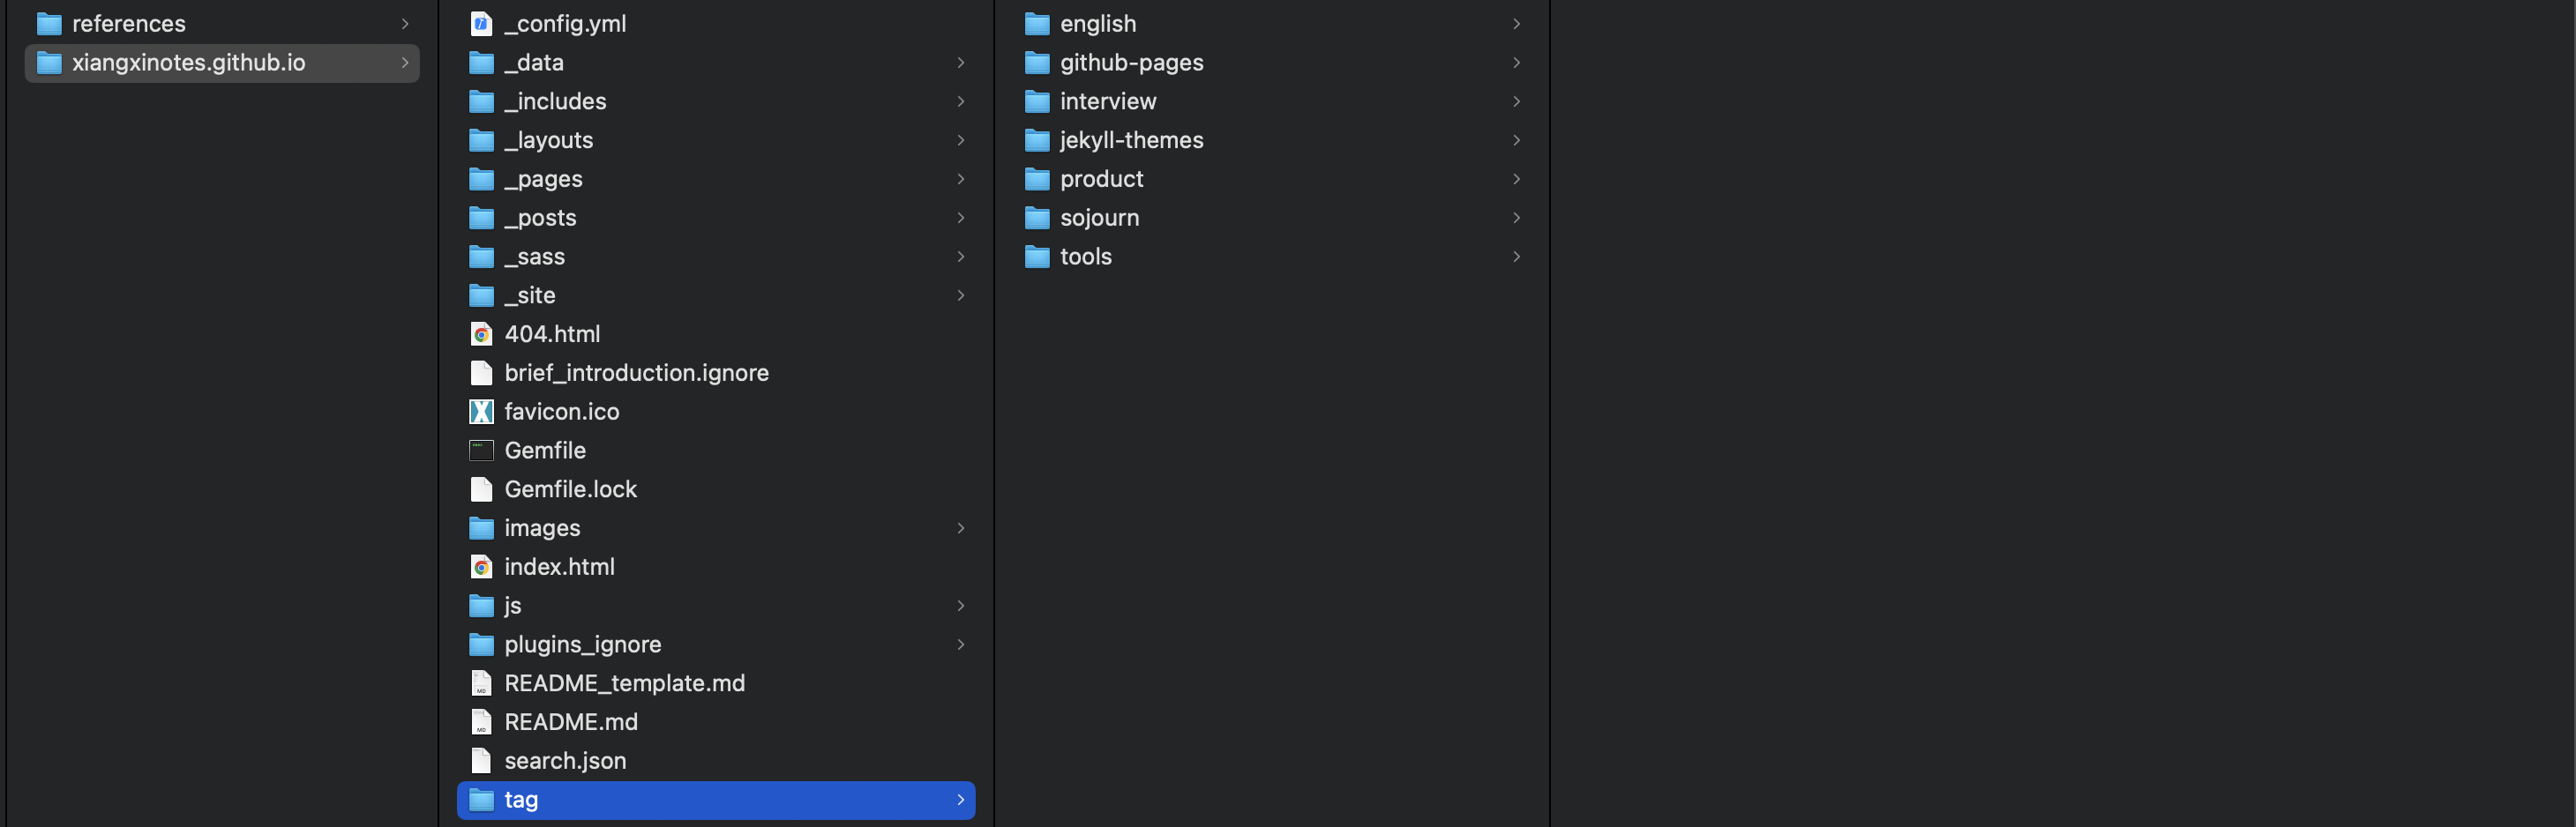 references
xiangxinotes.github.io
_config.yml
_data
_includes
_layouts
_pages
_posts
_sass
_site
404.html
brief_introduction.ignore
favicon.ico
Gemfile
Gemfile.lock
images
index.html
js
plugins_ignore
README_template.md
README.md
search.json
tag
english
github-pages
interview
jekyll-themes
product
sojourn
tools